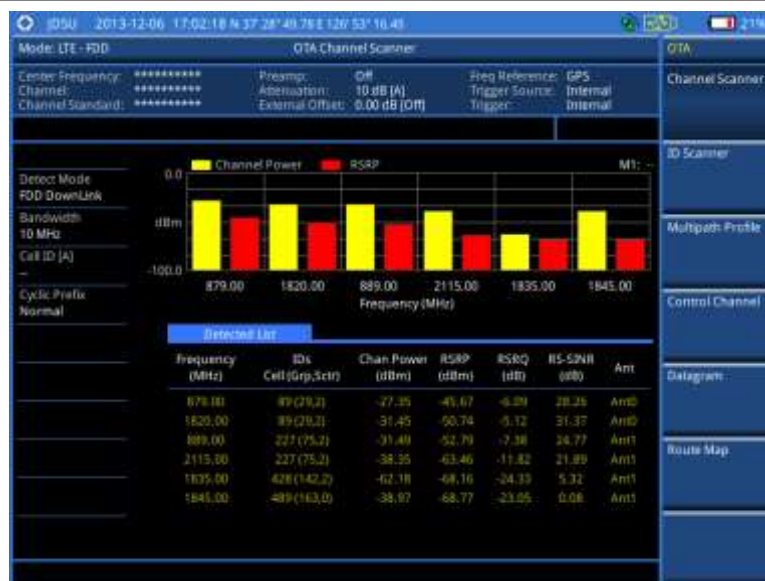 JDSU 2013-12-06 17:02:18 N 37° 28' 49.78 E 126° 53' 16.45 21%
Mode: LTE - FDD OTA Channel Scanner OTA
Center Frequency: ********** Preamp: Off Freq Reference: GPS
Channel: ********** Attenuation: 10 dB [A] Trigger Source: Internal
Channel Standard: ********** External Offset: 0.00 dB [Off] Trigger: Internal
Channel Scanner
ID Scanner
Multipath Profile
Control Channel
Datagram
Route Map
Detect Mode
FDD DownLink
Bandwidth
10 MHz
Cell ID [A]
--
Cyclic Prefix
Normal
Channel Power RSRP M1: --
0.0
dBm
-100.0
879.00 1820.00 889.00 2115.00 1835.00 1845.00
Frequency (MHz)
Detected List
Frequency IDs Chan Power RSRP RSRQ RS-SINR Ant
(MHz) Cell (Grp,Sctr) (dBm) (dBm) (dB) (dB)
879.00 89 (29,2) -27.35 -45.67 -6.09 28.26 Ant0
1820.00 89 (29,2) -31.45 -50.74 -5.12 31.37 Ant0
889.00 227 (75,2) -31.49 -52.79 -7.38 24.77 Ant1
2115.00 227 (75,2) -38.35 -63.46 -11.82 21.89 Ant1
1835.00 428 (142,2) -62.18 -68.16 -24.33 5.32 Ant1
1845.00 489 (163,0) -38.97 -68.77 -23.05 0.08 Ant1